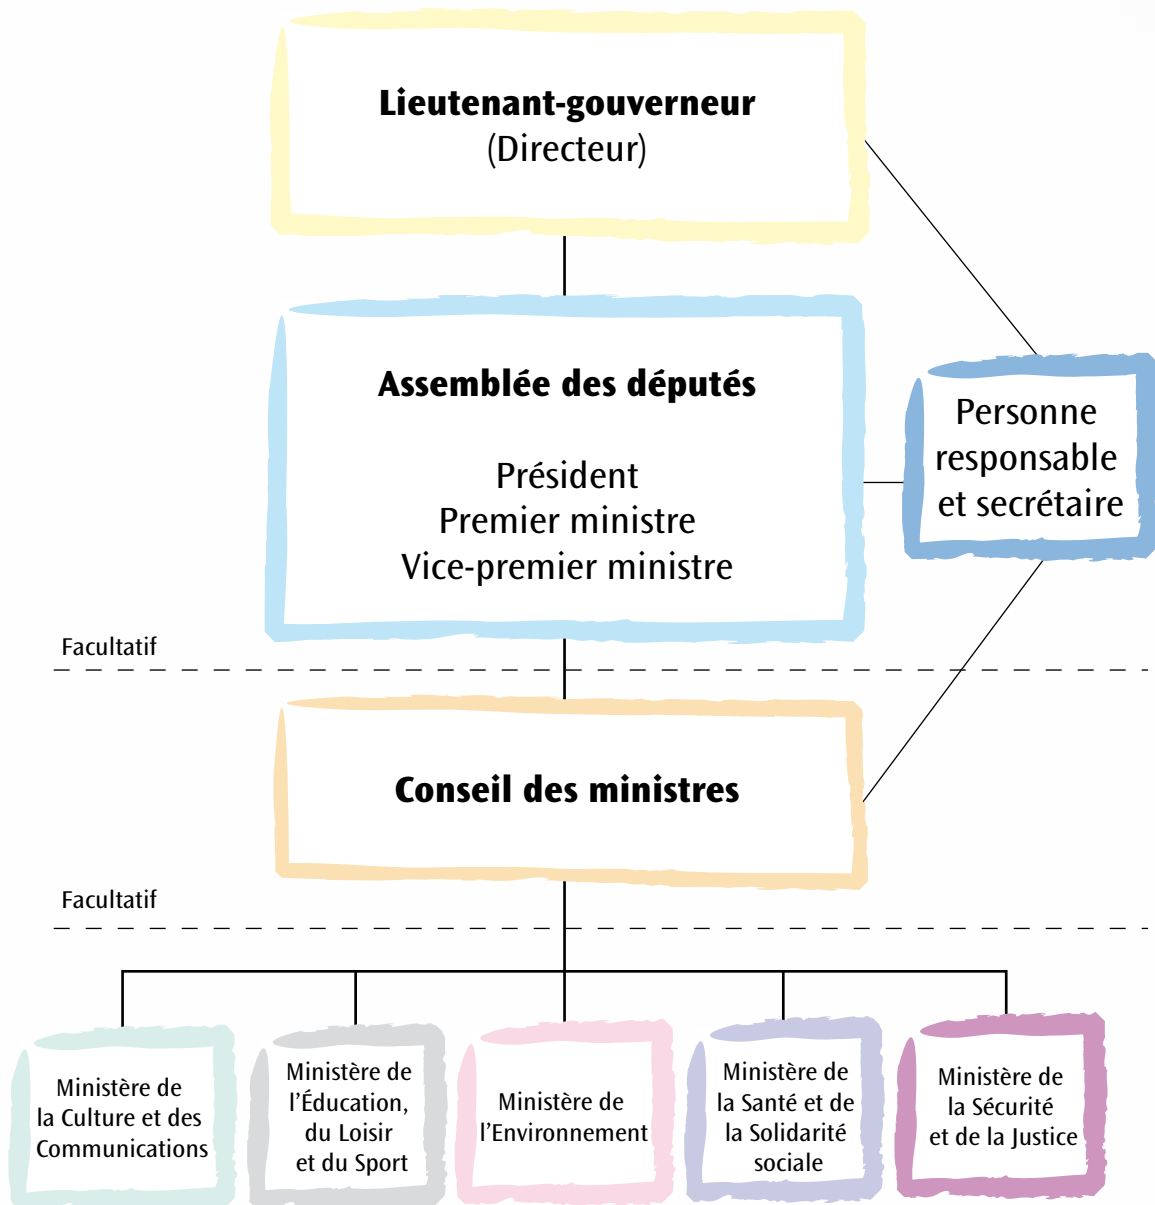 Lieutenant-gouverneur
(Directeur)
Assemblée des députés
Président
Premier ministre
Vice-premier ministre
Personne
responsable
et secrétaire
Facultatif
Conseil des ministres
Facultatif
Ministère de
la Culture et des
Communications
Ministère de
l'Éducation,
du Loisir
et du Sport
Ministère de
l'Environnement
Ministère de
la Santé et de
la Solidarité
sociale
Ministère de
la Sécurité
et de la Justice